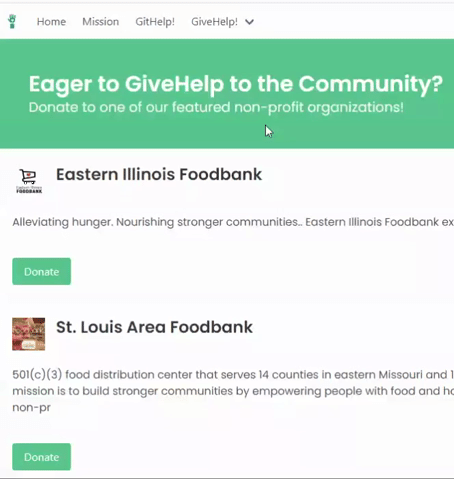 Home Mission GitHelp! GiveHelp!
Eager to GiveHelp to the Community?
Donate to one of our featured non-profit organizations!
Eastern Illinois Foodbank
FOODBANK
Alleviating hunger. Nourishing stronger communities.. Eastern Illinois Foodbank ex
Donate
St. Louis Area Foodbank
501(c)(3) food distribution center that serves 14 counties in eastern Missouri and 1
mission is to build stronger communities by empowering people with food and ho
non-pr
Donate